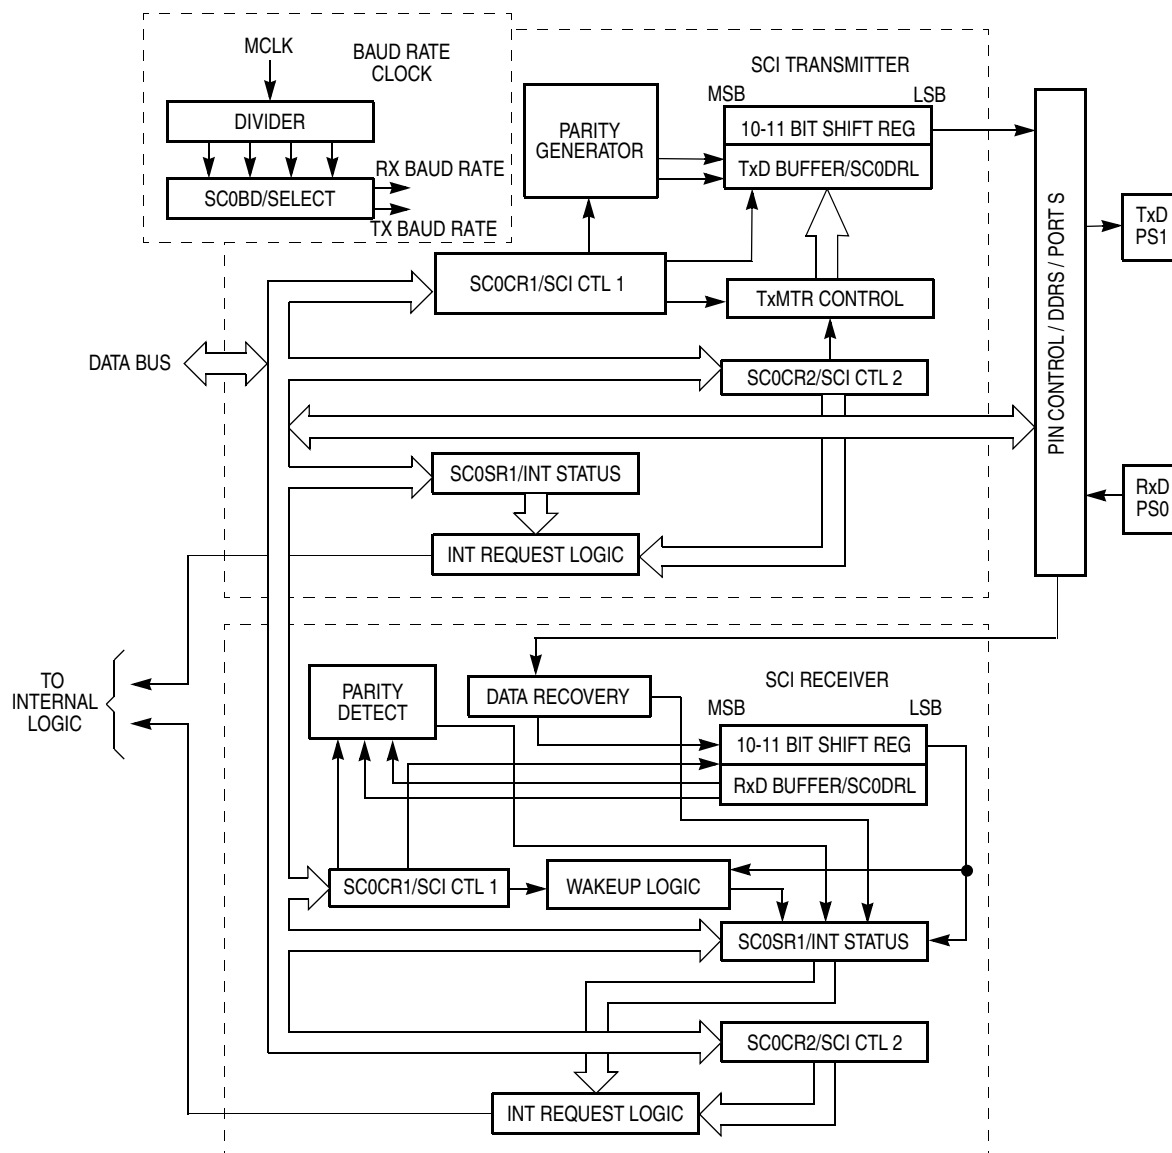 MCLK
BAUD RATE
CLOCK
DIVIDER
SC0BD/SELECT
RX BAUD RATE
TX BAUD RATE
SCI TRANSMITTER
MSB
LSB
PARITY
GENERATOR
10-11 BIT SHIFT REG
TxD BUFFER/SC0DRL
SC0CR1/SCI CTL 1
TxMTR CONTROL
DATA BUS
SC0CR2/SCI CTL 2
SC0SR1/INT STATUS
INT REQUEST LOGIC
PIN CONTROL / DDRS / PORT S
TxD
PS1
RxD
PS0
TO
INTERNAL
LOGIC
PARITY
DETECT
DATA RECOVERY
SCI RECEIVER
MSB
LSB
10-11 BIT SHIFT REG
RxD BUFFER/SC0DRL
SC0CR1/SCI CTL 1
WAKEUP LOGIC
SC0SR1/INT STATUS
SC0CR2/SCI CTL 2
INT REQUEST LOGIC